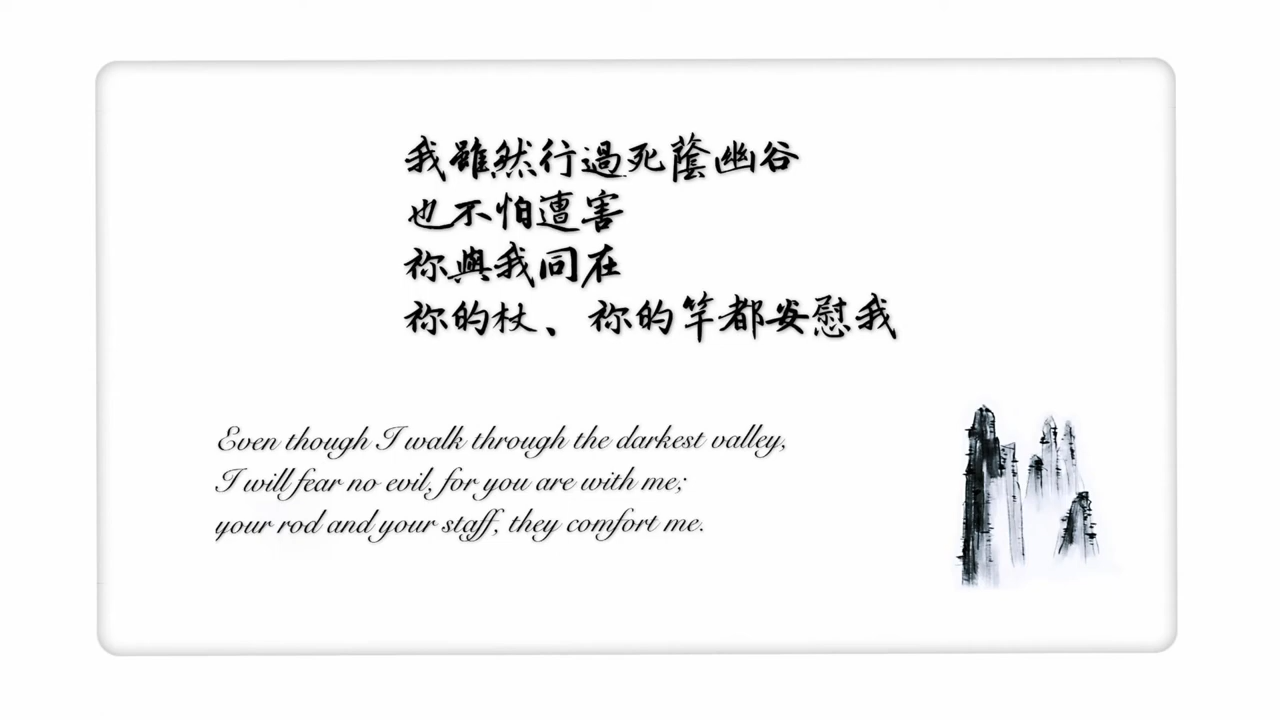 我雖然行過死蔭幽谷
也不怕遭害
祢與我同在
祢的杖、祢的竿都安慰我
Even though I walk through the darkest valley,
I will fear no evil, for you are with me;
your rod and your staff, they comfort me.